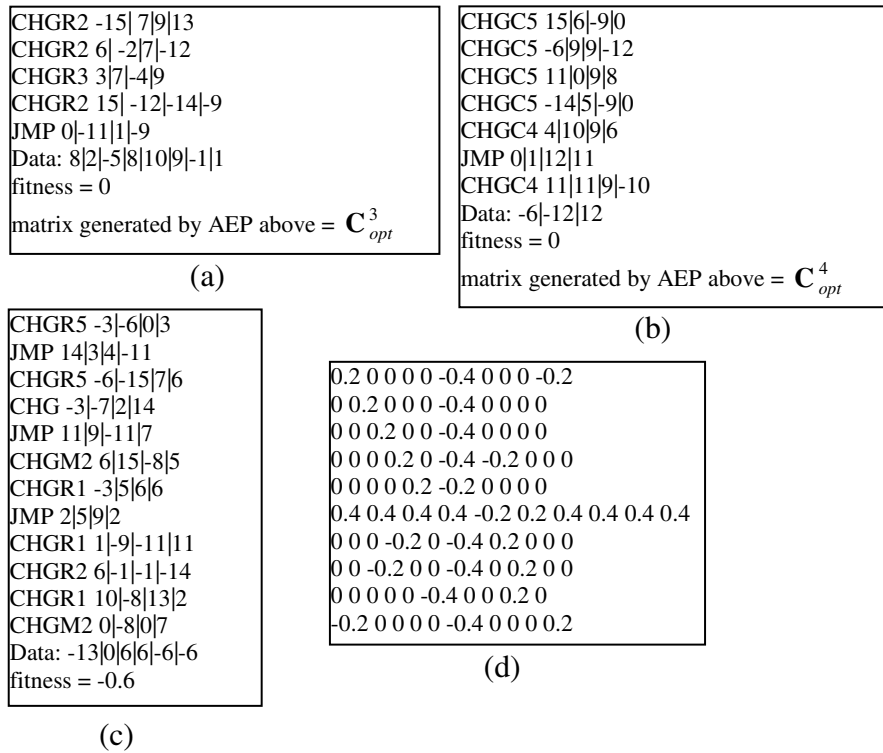 CHGR2 -15| 7|9|13
CHGR2 6| -2|7|-12
CHGR3 3|7|-4|9
CHGR2 15| -12|-14|-9
JMP 0|-11|1|-9
Data: 8|2|-5|8|10|9|-1|1
fitness = 0
matrix generated by AEP above = C^3_opt
(a)
CHGC5 15|6|-9|0
CHGC5 -6|9|9|-12
CHGC5 11|0|9|8
CHGC5 -14|5|-9|0
CHGC4 4|10|9|6
JMP 0|1|12|11
CHGC4 11|11|9|-10
Data: -6|-12|12
fitness = 0
matrix generated by AEP above = C^4_opt
(b)
CHGR5 -3|-6|0|3
JMP 14|3|4|-11
CHGR5 -6|-15|7|6
CHG -3|-7|2|14
JMP 11|9|-11|7
CHGM2 6|15|-8|5
CHGR1 -3|5|6|6
JMP 2|5|9|2
CHGR1 1|-9|-11|11
CHGR2 6|-1|-1|-14
CHGR1 10|-8|13|2
CHGM2 0|-8|0|7
Data: -13|0|6|6|-6|-6
fitness = -0.6
(c)
0.2 0 0 0 0 -0.4 0 0 0 -0.2
0 0.2 0 0 0 -0.4 0 0 0 0
0 0 0.2 0 0 -0.4 0 0 0 0
0 0 0 0.2 0 -0.4 -0.2 0 0 0
0 0 0 0 0.2 -0.2 0 0 0 0
0.4 0.4 0.4 0.4 -0.2 0.2 0.4 0.4 0.4 0.4
0 0 0 -0.2 0 -0.4 0.2 0 0 0
0 0 -0.2 0 0 -0.4 0 0.2 0 0
0 0 0 0 0 -0.4 0 0 0.2 0
-0.2 0 0 0 0 -0.4 0 0 0 0.2
(d)